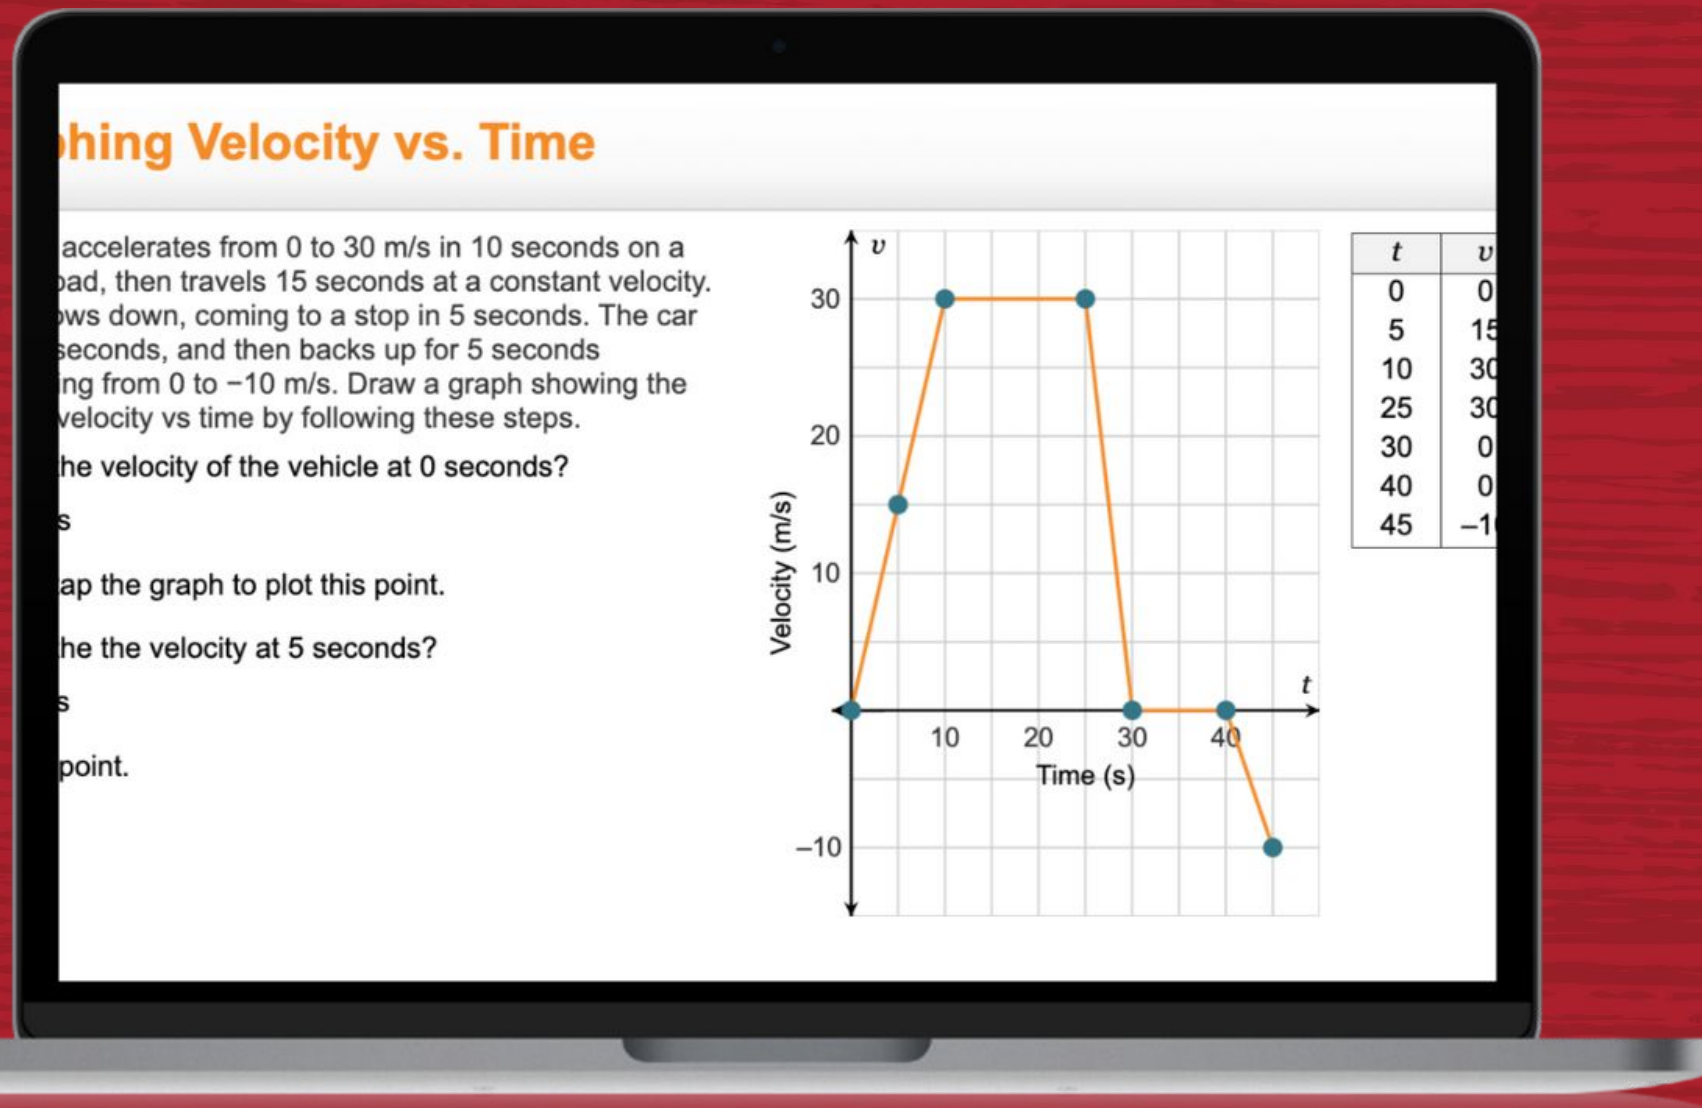 hing Velocity vs. Time
accelerates from 0 to 30 m/s in 10 seconds on a
oad, then travels 15 seconds at a constant velocity.
ows down, coming to a stop in 5 seconds. The car
seconds, and then backs up for 5 seconds
ing from 0 to −10 m/s. Draw a graph showing the
velocity vs time by following these steps.
he velocity of the vehicle at 0 seconds?
s
ap the graph to plot this point.
he the velocity at 5 seconds?
s
point.
v
30
20
10
−10
Velocity (m/s)
t
10 20 30 40
Time (s)
t v
0 0
5 15
10 30
25 30
30 0
40 0
45 −10